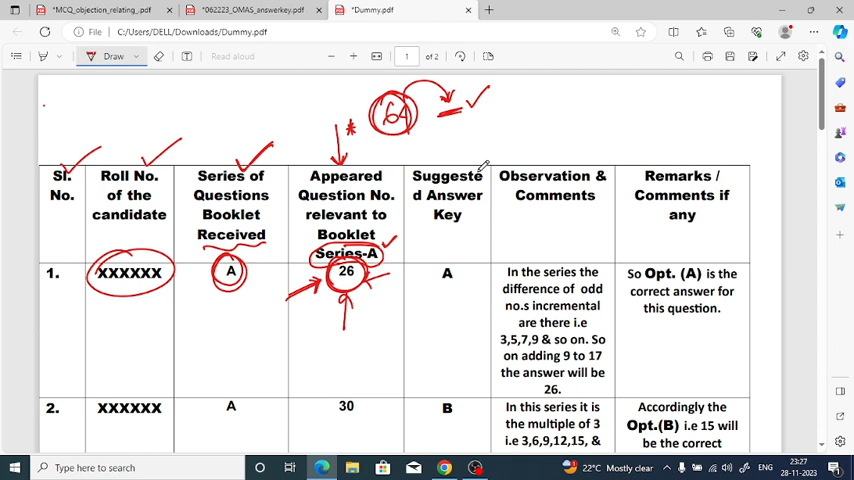 *MCQ_objection_relating_.pdf
*062223_OMAS_answerkey.pdf
*Dummy.pdf
File
C:/Users/DELL/Downloads/Dummy.pdf
Draw
Read aloud
1
of 2
64
*
Sl. No.
Roll No. of the candidate
Series of Questions Booklet Received
Appeared Question No. relevant to Booklet Series-A
Suggeste
d Answer
Key
Observation &
Comments
Remarks /
Comments if
any
1.
XXXXXX
A
26
A
In the series the
difference of odd
no.s incremental
are there i.e
3,5,7,9 & so on. So
on adding 9 to 17
the answer will be
26.
So Opt. (A) is the
correct answer for
this question.
2.
XXXXXX
A
30
B
In this series it is
the multiple of 3
i.e 3,6,9,12,15, &
Accordingly the
Opt.(B) i.e 15 will
be the correct
Type here to search
22°C Mostly clear
ENG
23:27
28-11-2023